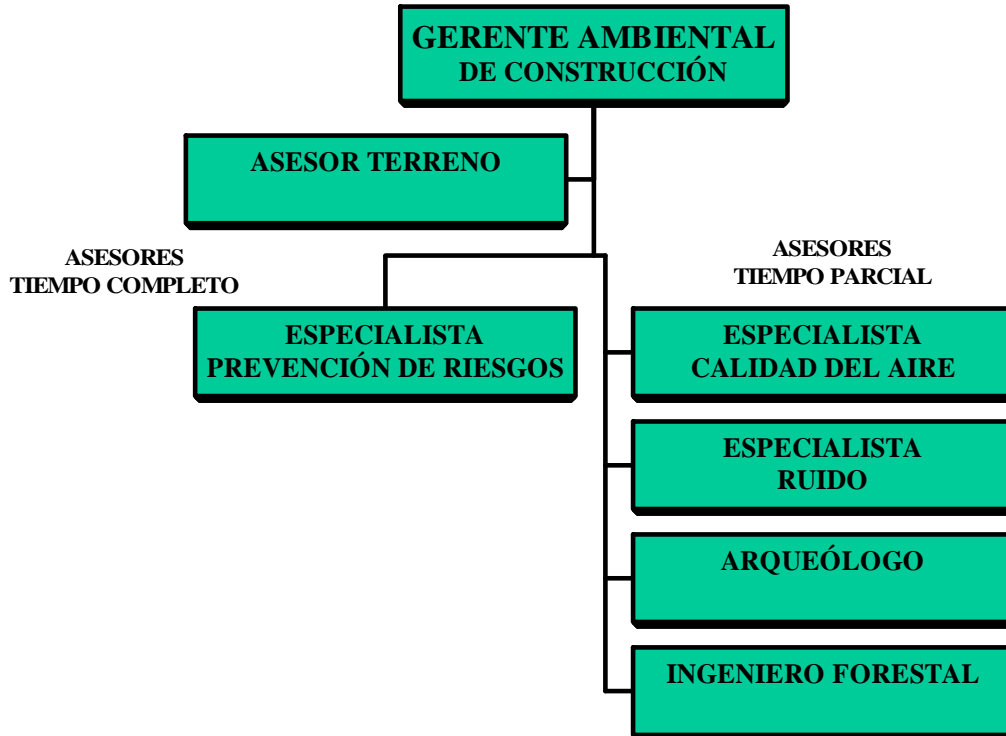 GERENTE AMBIENTAL
DE CONSTRUCCIÓN
ASESOR TERRENO
ASESORES
TIEMPO COMPLETO
ESPECIALISTA
PREVENCIÓN DE RIESGOS
ASESORES
TIEMPO PARCIAL
ESPECIALISTA
CALIDAD DEL AIRE
ESPECIALISTA
RUIDO
ARQUEÓLOGO
INGENIERO FORESTAL